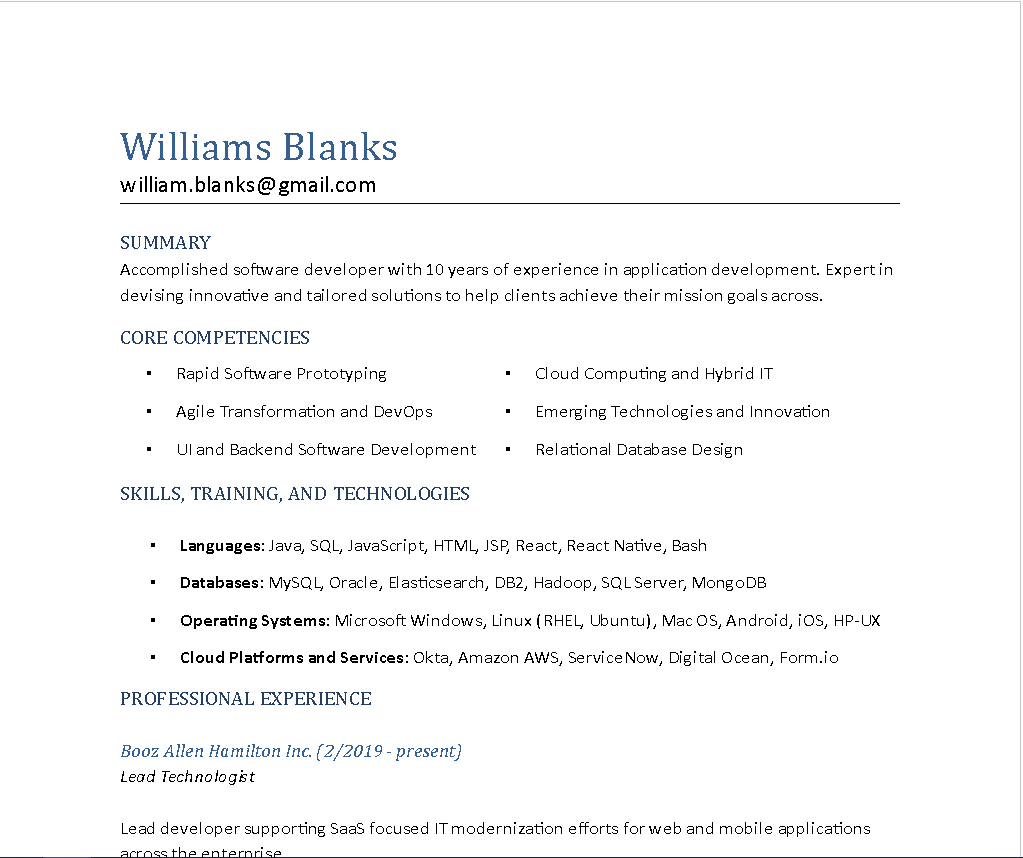 Williams Blanks
william.blanks@gmail.com
SUMMARY
Accomplished software developer with 10 years of experience in application development. Expert in
devising innovative and tailored solutions to help clients achieve their mission goals across.
CORE COMPETENCIES
▪ Rapid Software Prototyping ▪ Cloud Computing and Hybrid IT
▪ Agile Transformation and DevOps ▪ Emerging Technologies and Innovation
▪ UI and Backend Software Development ▪ Relational Database Design
SKILLS, TRAINING, AND TECHNOLOGIES
▪ Languages: Java, SQL, JavaScript, HTML, JSP, React, React Native, Bash
▪ Databases: MySQL, Oracle, Elasticsearch, DB2, Hadoop, SQL Server, MongoDB
▪ Operating Systems: Microsoft Windows, Linux (RHEL, Ubuntu), Mac OS, Android, iOS, HP-UX
▪ Cloud Platforms and Services: Okta, Amazon AWS, ServiceNow, Digital Ocean, Form.io
PROFESSIONAL EXPERIENCE
Booz Allen Hamilton Inc. (2/2019 - present)
Lead Technologist
Lead developer supporting SaaS focused IT modernization efforts for web and mobile applications
across the enterprise